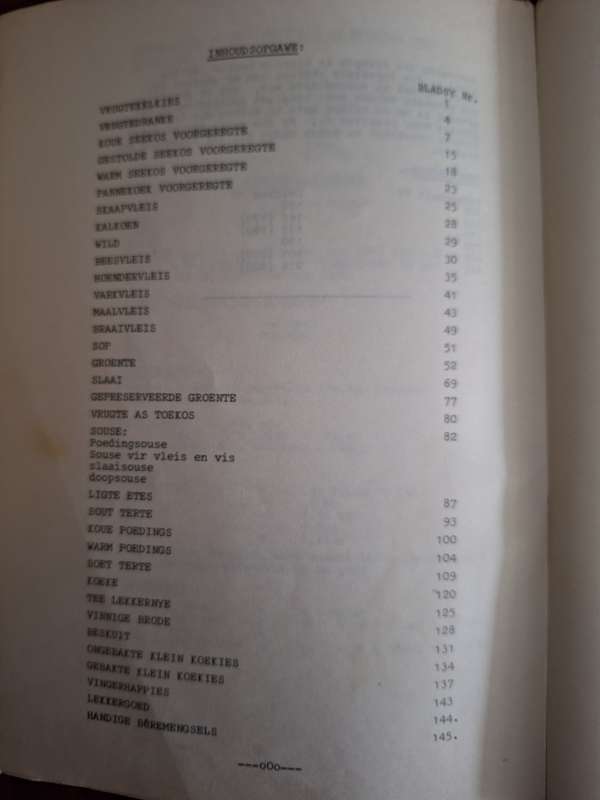 INHOUDSOPGAWE:
BLADSY Nr.
VRUGTEKELKIES 1
VRUGTEDRANKE 4
KOUE SEEKOS VOORGEREGTE 7
GESTOLDE SEEKOS VOORGEREGTE 15
WARM SEEKOS VOORGEREGTE 18
PANNEKOEK VOORGEREGTE 23
SKAAPVLEIS 25
KALKOEN 28
WILD 29
BEESVLEIS 30
HOENDERVLEIS 35
VARKVLEIS 41
MAALVLEIS 43
BRAAIVLEIS 49
SOP 51
GROENTE 52
SLAAI 69
GEPRESERVEERDE GROENTE 77
VRUGTE AS TOEKOS 80
SOUSE: 82
Poedingsouse
Souse vir vleis en vis
slaaisouse
doopsouse
LIGTE ETES 87
SOUT TERTE 93
KOUE POEDINGS 100
WARM POEDINGS 104
SOET TERTE 109
KOEKE 120
TEE LEKKERNYE 125
VINNIGE BRODE 128
BESKUIT 131
ONGEBAKTE KLEIN KOEKIES 134
GEBAKTE KLEIN KOEKIES 137
VINGERHAPPIES 143
LEKKERGOED 144.
HANDIGE BÊREMENGSELS 145.
---oOo---